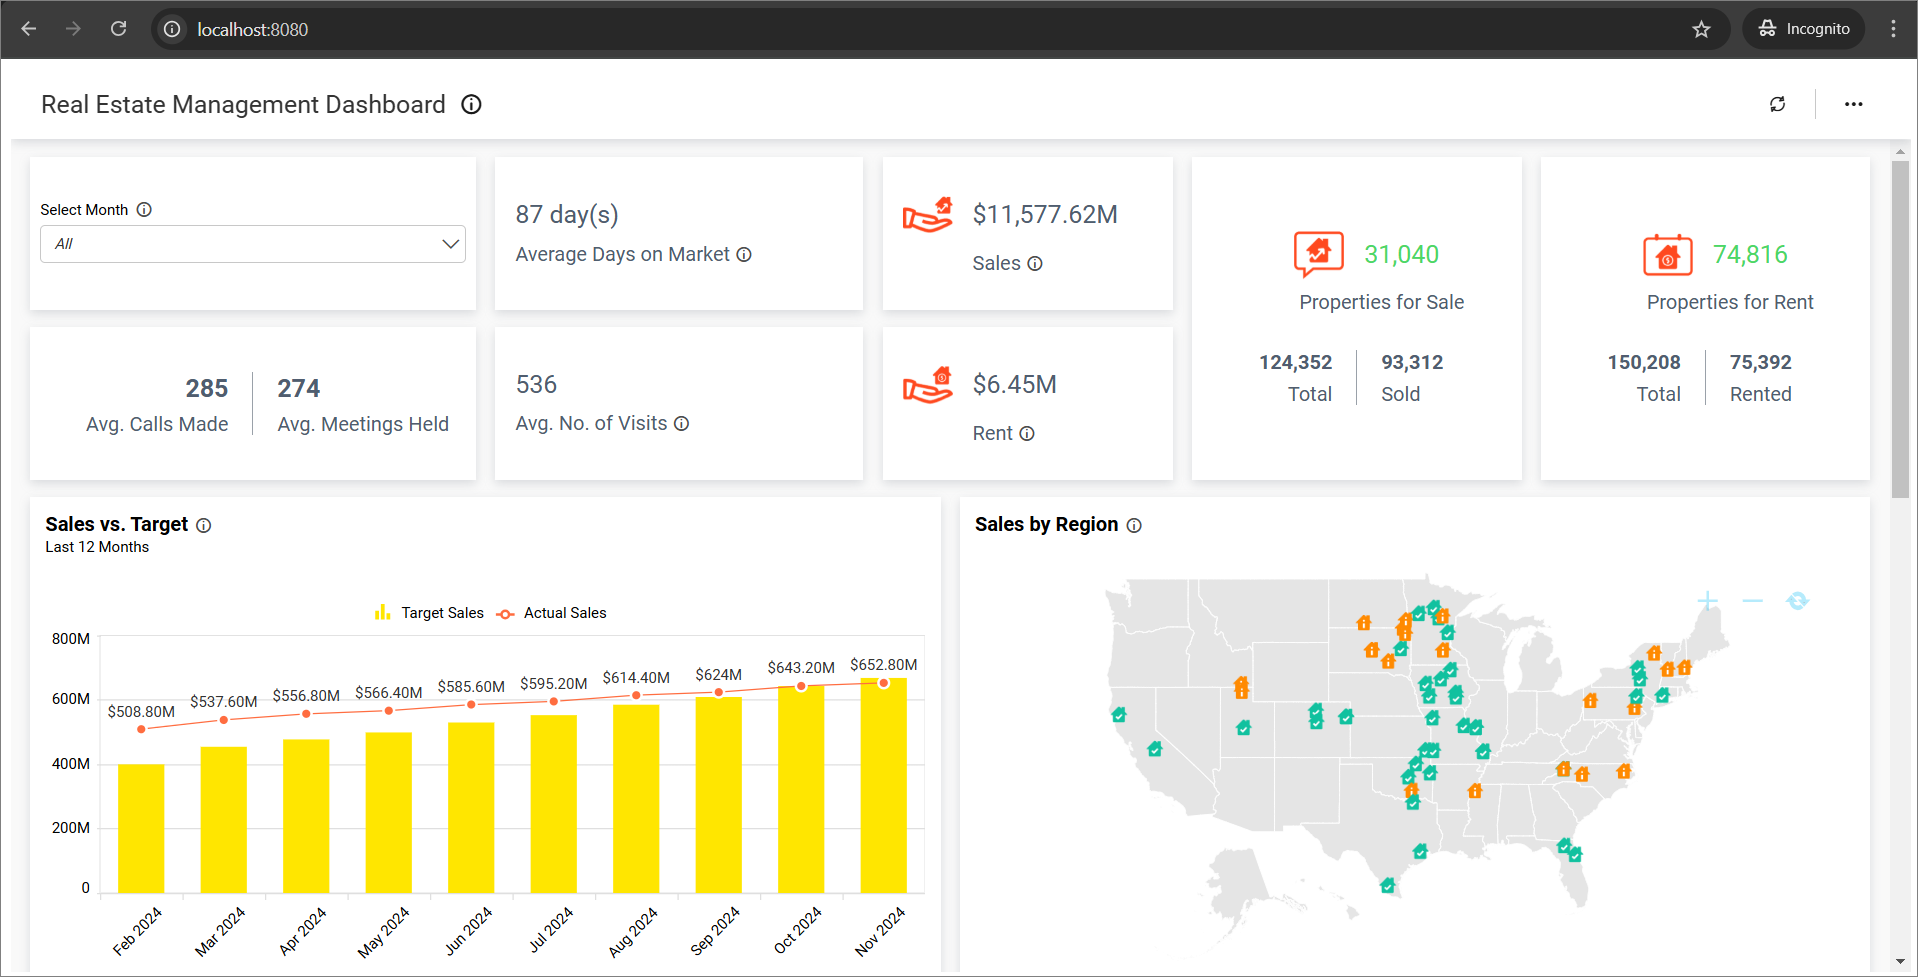 localhost:8080
Incognito
Real Estate Management Dashboard
Select Month
All
87 day(s)
Average Days on Market
$11,577.62M
Sales
31,040
Properties for Sale
124,352
Total
93,312
Sold
74,816
Properties for Rent
150,208
Total
75,392
Rented
285
Avg. Calls Made
274
Avg. Meetings Held
536
Avg. No. of Visits
$6.45M
Rent
Sales vs. Target
Last 12 Months
Target Sales
Actual Sales
800M
600M
400M
200M
0
$508.80M
$537.60M
$556.80M
$566.40M
$585.60M
$595.20M
$614.40M
$624M
$643.20M
$652.80M
Feb 2024
Mar 2024
Apr 2024
May 2024
Jun 2024
Jul 2024
Aug 2024
Sep 2024
Oct 2024
Nov 2024
Sales by Region